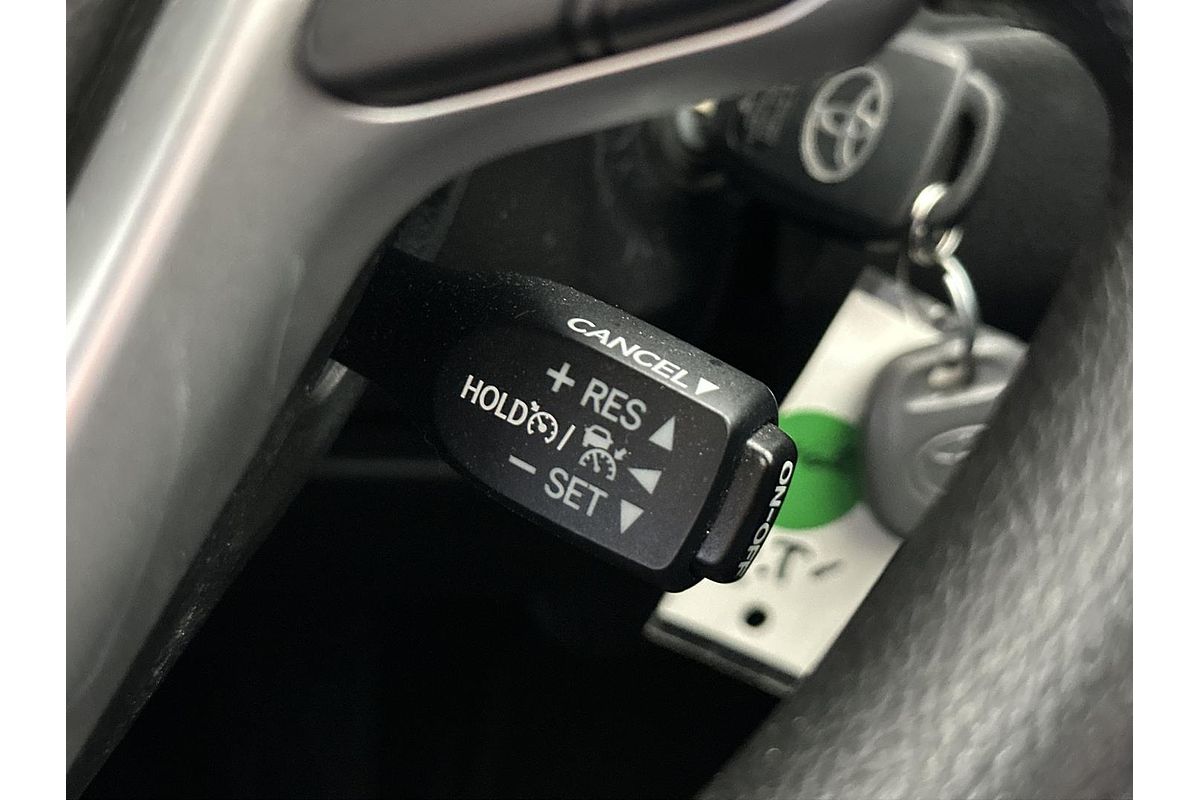 CANCEL▼
+ RES ▲
HOLD / ◀
− SET ▼
ON-OFF